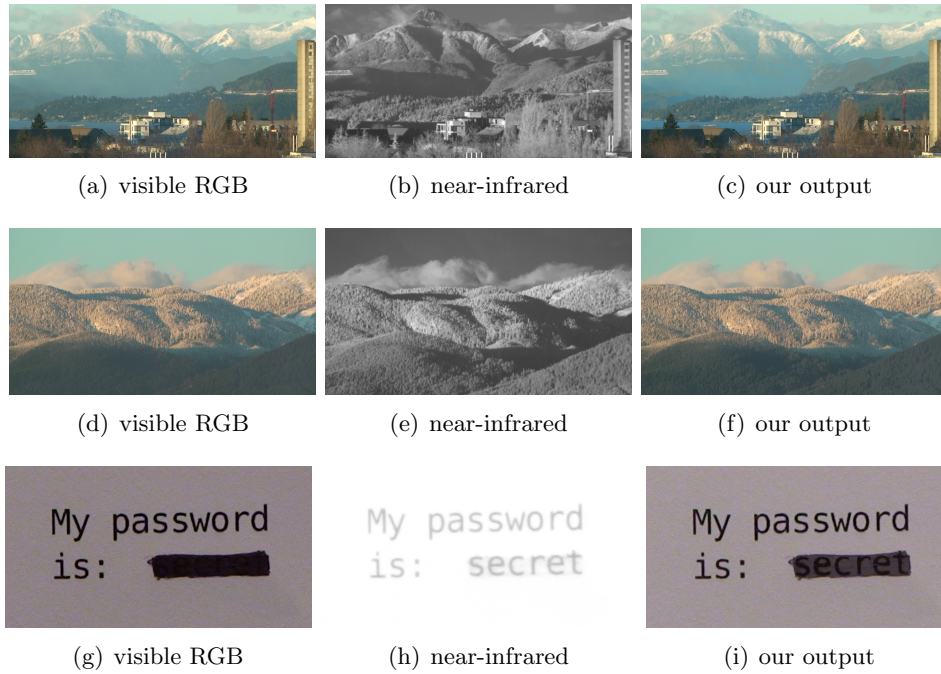 (a) visible RGB
(b) near-infrared
(c) our output
(d) visible RGB
(e) near-infrared
(f) our output
My password
is: secret
My password
is: secret
My password
is: secret
(g) visible RGB
(h) near-infrared
(i) our output